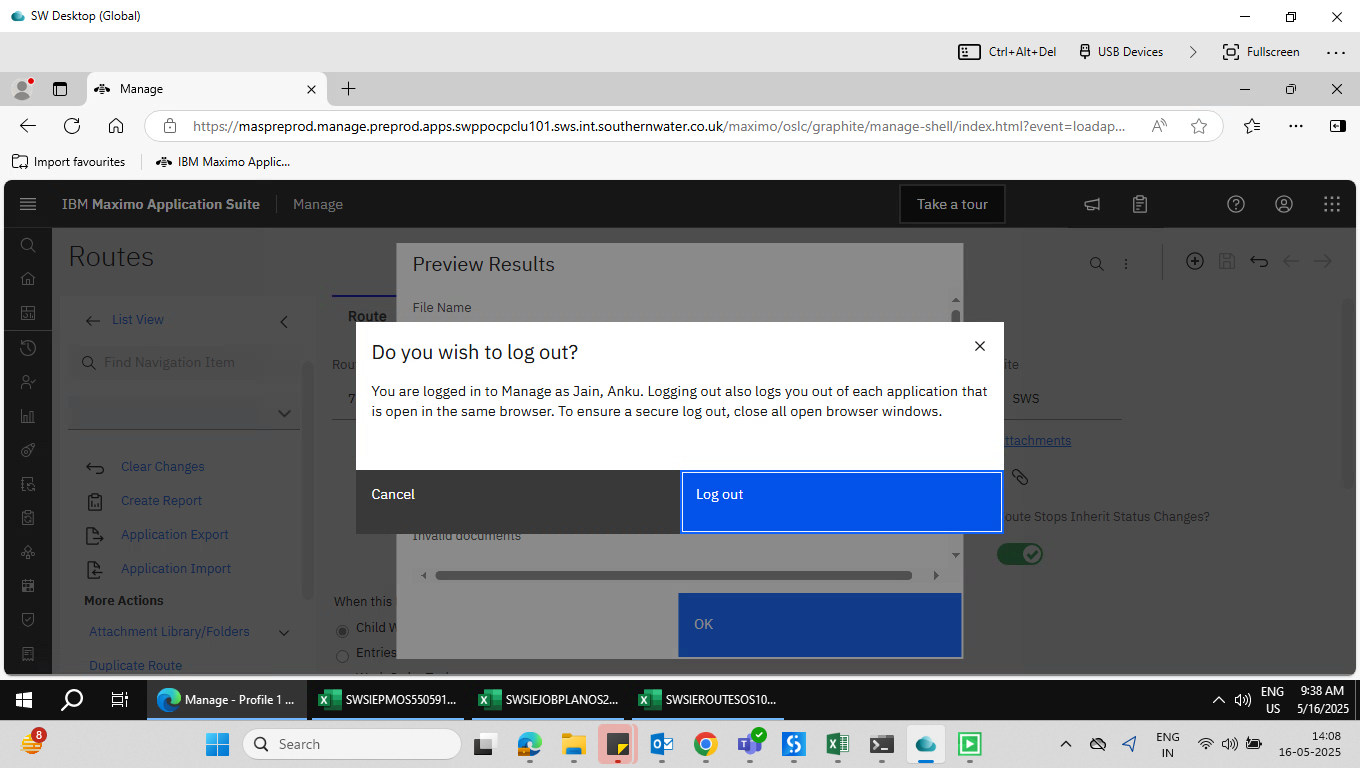 SW Desktop (Global)
Ctrl+Alt+Del
USB Devices
Fullscreen
Manage
https://maspreprod.manage.preprod.apps.swppocpclu101.sws.int.southernwater.co.uk/maximo/oslc/graphite/manage-shell/index.html?event=loadap...
Import favourites
IBM Maximo Applic...
IBM Maximo Application Suite
Manage
Take a tour
Routes
List View
Find Navigation Item
Clear Changes
Create Report
Application Export
Application Import
More Actions
Attachment Library/Folders
Duplicate Route
Route
Rou
7
ite
SWS
ttachments
oute Stops Inherit Status Changes?
When this
Child W
Entries
Preview Results
File Name
Do you wish to log out?
You are logged in to Manage as Jain, Anku. Logging out also logs you out of each application that
is open in the same browser. To ensure a secure log out, close all open browser windows.
Cancel
Log out
Invalid documents
OK
Manage - Profile 1 ...
SWSIEPMOS550591...
SWSIEJOBPLANOS2...
SWSIEROUTESOS10...
ENG
US
9:38 AM
5/16/2025
8
Search
ENG
IN
14:08
16-05-2025